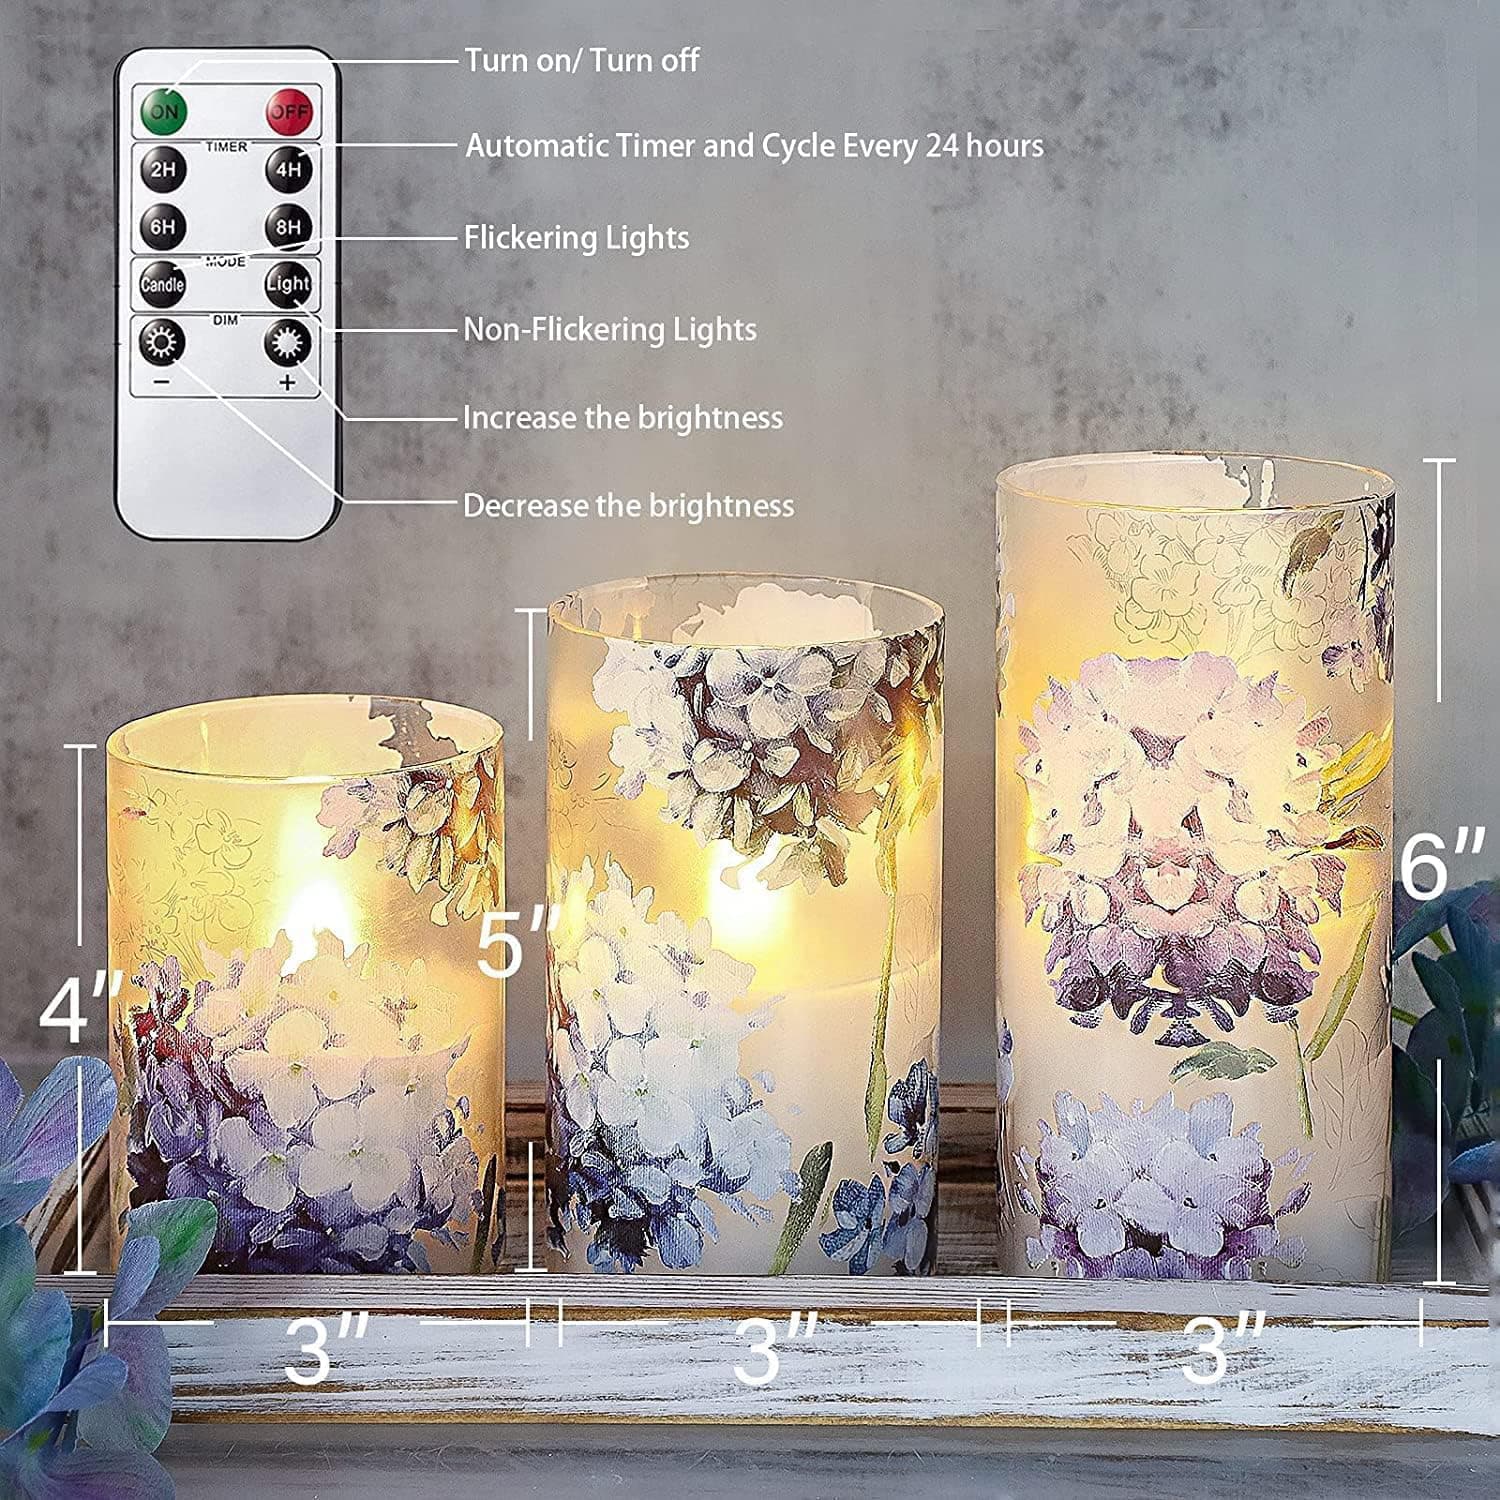 Turn on/ Turn off
ON OFF
TIMER
Automatic Timer and Cycle Every 24 hours
2H 4H
6H 8H
Flickering Lights
MODE
Candle Light
DIM
Non-Flickering Lights
− +
Increase the brightness
Decrease the brightness
6″
5″
4″
3″ 3″ 3″